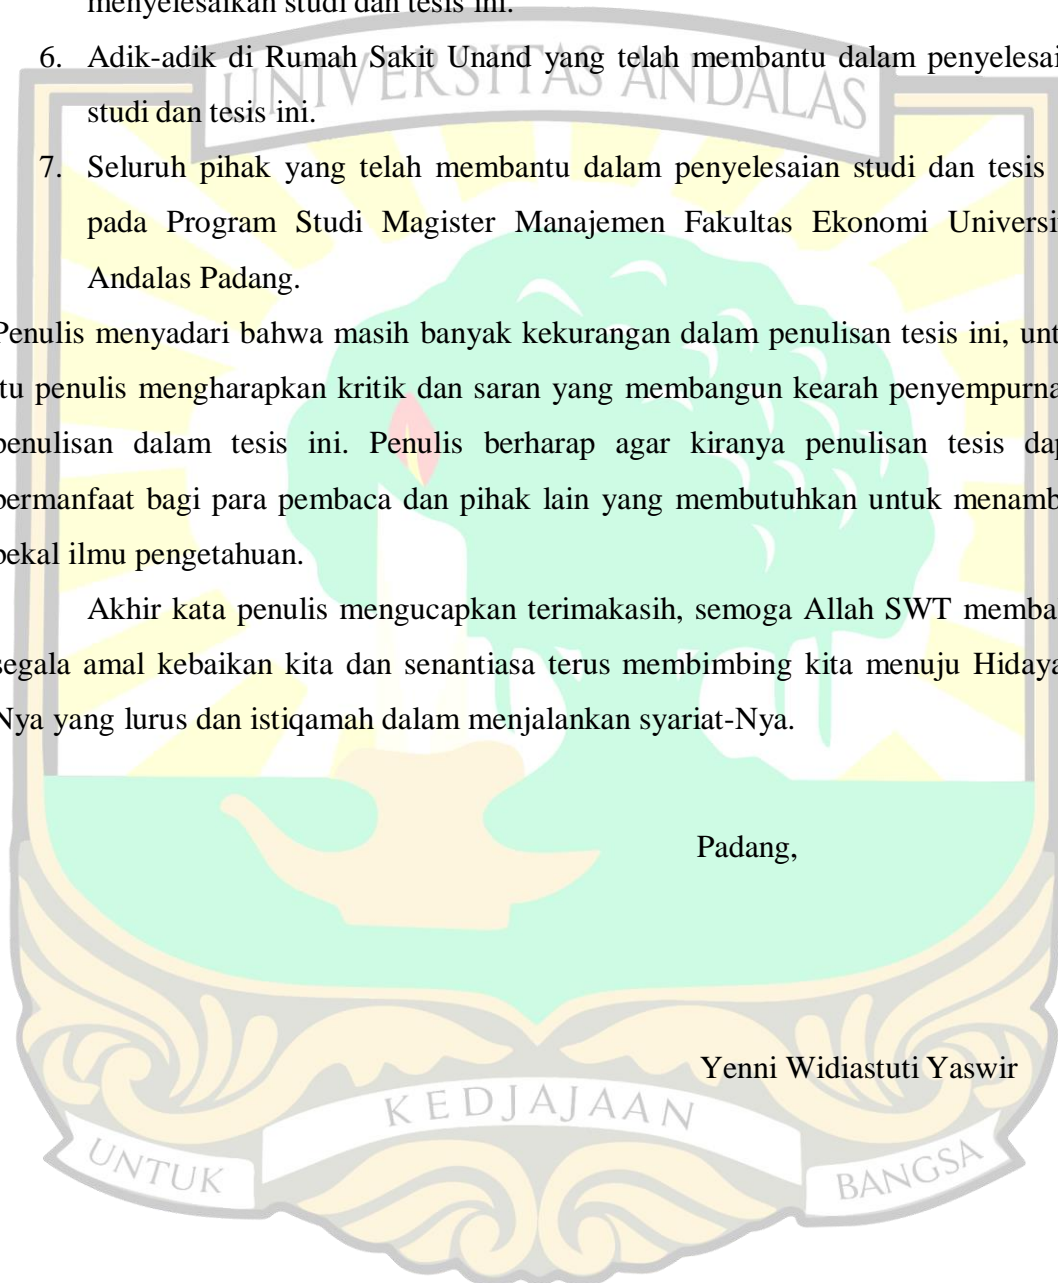 menyelesaikan studi dan tesis ini.
6. Adik-adik di Rumah Sakit Unand yang telah membantu dalam penyelesai
studi dan tesis ini.
7. Seluruh pihak yang telah membantu dalam penyelesaian studi dan tesis
pada Program Studi Magister Manajemen Fakultas Ekonomi Universi
Andalas Padang.
Penulis menyadari bahwa masih banyak kekurangan dalam penulisan tesis ini, unt
itu penulis mengharapkan kritik dan saran yang membangun kearah penyempurna
penulisan dalam tesis ini. Penulis berharap agar kiranya penulisan tesis dap
bermanfaat bagi para pembaca dan pihak lain yang membutuhkan untuk menamb
bekal ilmu pengetahuan.
Akhir kata penulis mengucapkan terimakasih, semoga Allah SWT memba
segala amal kebaikan kita dan senantiasa terus membimbing kita menuju Hidaya
Nya yang lurus dan istiqamah dalam menjalankan syariat-Nya.
Padang,
Yenni Widiastuti Yaswir
UNIVERSITAS ANDALAS
UNTUK KEDJAJAAN BANGSA